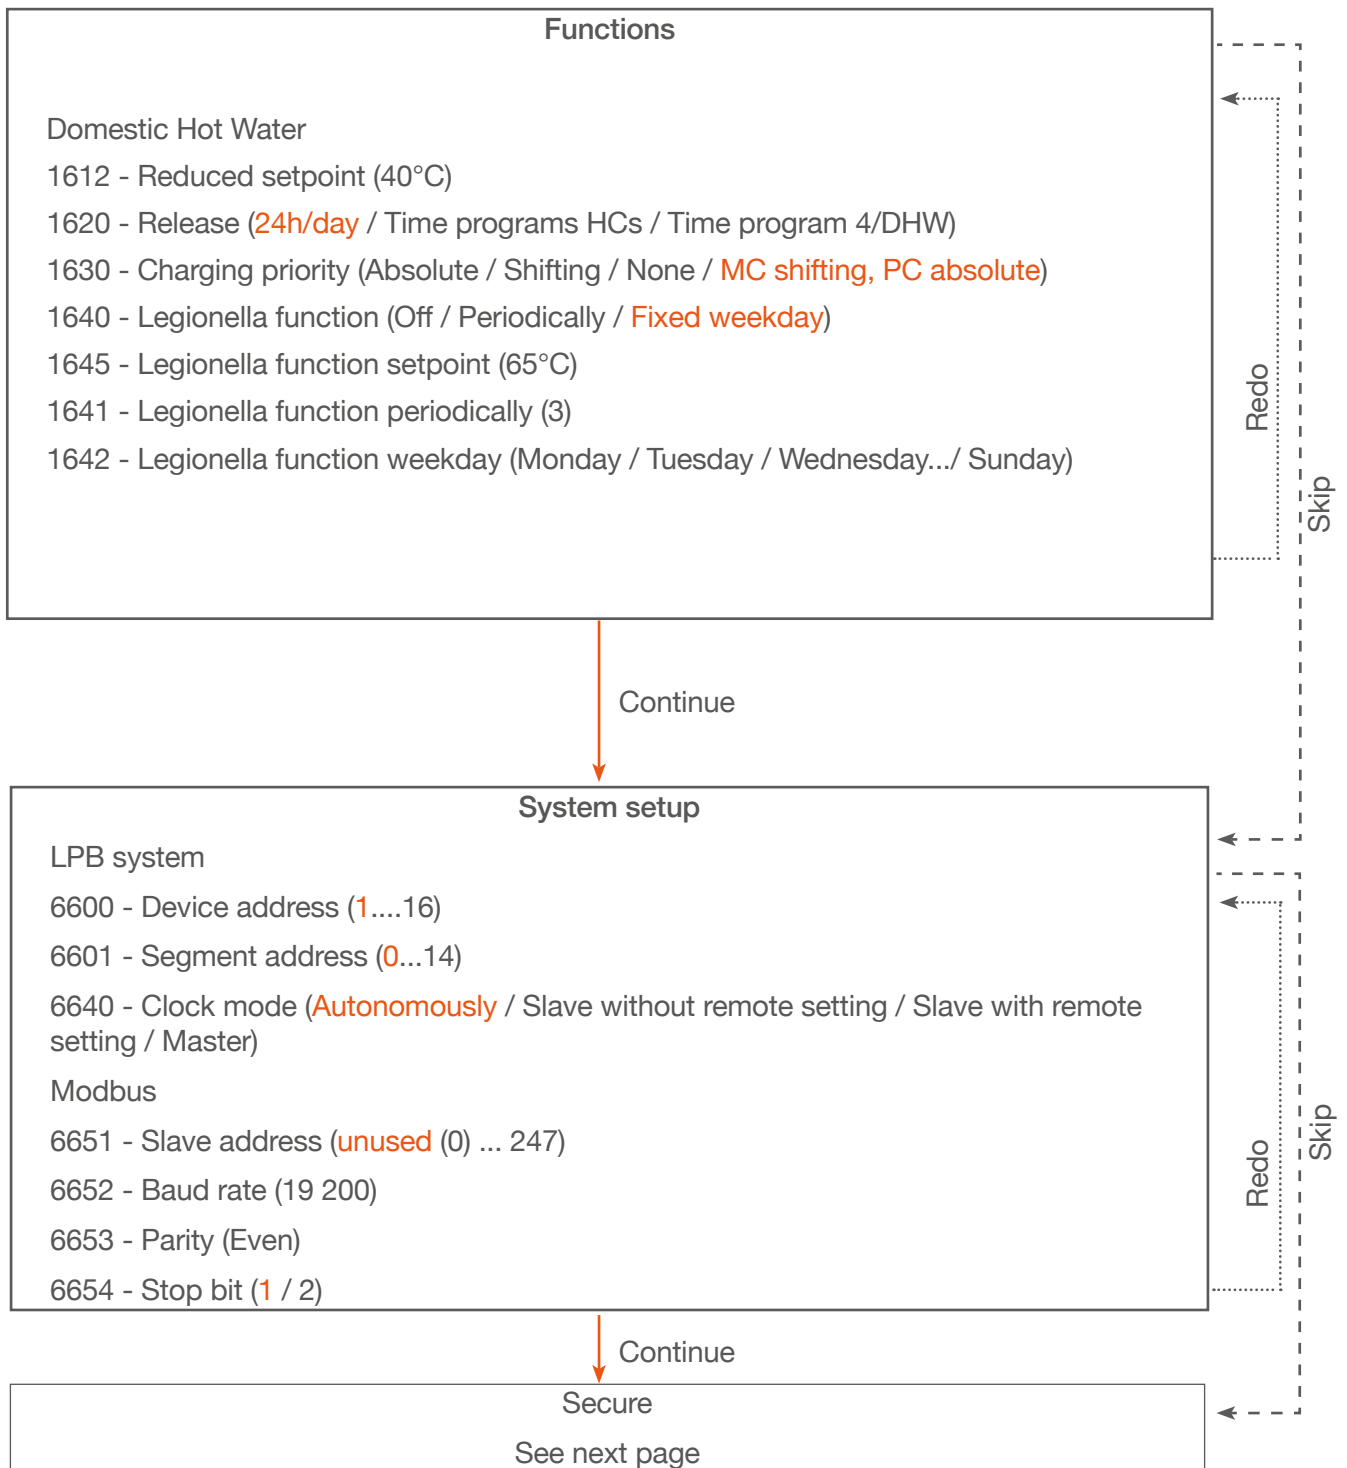 Functions
Domestic Hot Water
1612 - Reduced setpoint (40°C)
1620 - Release (24h/day / Time programs HCs / Time program 4/DHW)
1630 - Charging priority (Absolute / Shifting / None / MC shifting, PC absolute)
1640 - Legionella function (Off / Periodically / Fixed weekday)
1645 - Legionella function setpoint (65°C)
1641 - Legionella function periodically (3)
1642 - Legionella function weekday (Monday / Tuesday / Wednesday.../ Sunday)
Redo
Skip
Continue
System setup
LPB system
6600 - Device address (1....16)
6601 - Segment address (0...14)
6640 - Clock mode (Autonomously / Slave without remote setting / Slave with remote
setting / Master)
Modbus
6651 - Slave address (unused (0) ... 247)
6652 - Baud rate (19 200)
6653 - Parity (Even)
6654 - Stop bit (1 / 2)
Redo
Skip
Continue
Secure
See next page